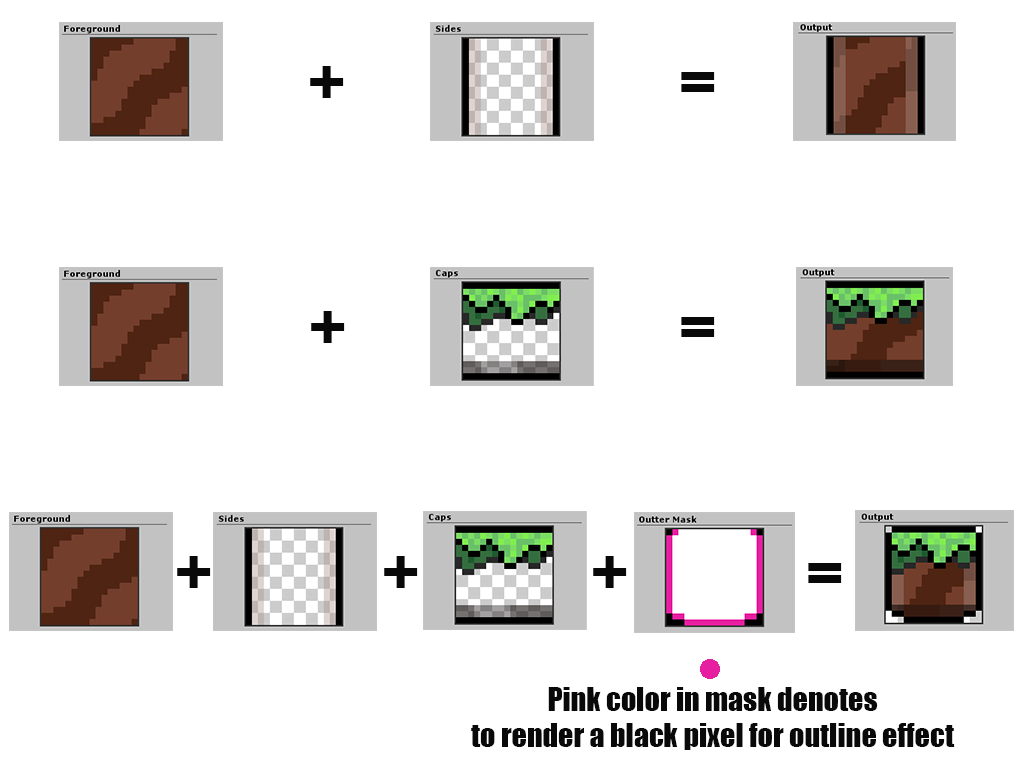 Foreground
+
Sides
=
Output
Foreground
+
Caps
=
Output
Foreground
+
Sides
+
Caps
+
Outter Mask
=
Output
Pink color in mask denotes
to render a black pixel for outline effect